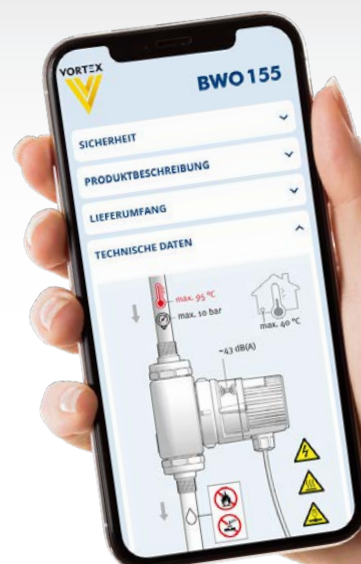 VORTEX
BWO 155
SICHERHEIT
PRODUKTBESCHREIBUNG
LIEFERUMFANG
TECHNISCHE DATEN
max. 95 °C
max. 10 bar
max. 40 °C
~43 dB(A)